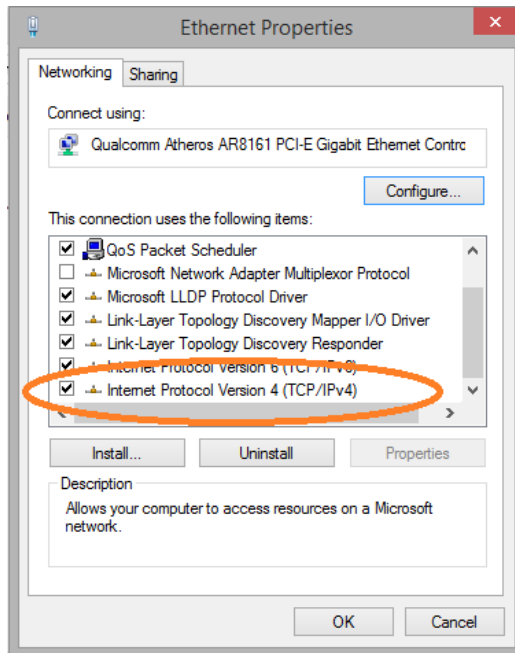 Ethernet Properties
Networking
Sharing
Connect using:
Qualcomm Atheros AR8161 PCI-E Gigabit Ethernet Contro
Configure...
This connection uses the following items:
QoS Packet Scheduler
Microsoft Network Adapter Multiplexor Protocol
Microsoft LLDP Protocol Driver
Link-Layer Topology Discovery Mapper I/O Driver
Link-Layer Topology Discovery Responder
Internet Protocol Version 6 (TCP/IPv6)
Internet Protocol Version 4 (TCP/IPv4)
Install...
Uninstall
Properties
Description
Allows your computer to access resources on a Microsoft
network.
OK
Cancel